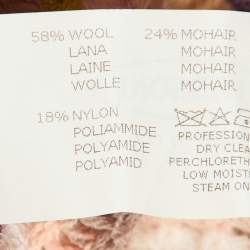 58% WOOL 24% MOHAIR
LANA MOHAIR
LAINE MOHAIR
WOLLE MOHAIR
18% NYLON
POLIAMMIDE
POLYAMIDE
POLYAMID
PROFESSION
DRY CLEA
PERCHLORETH
LOW MOIST
STEAM ON